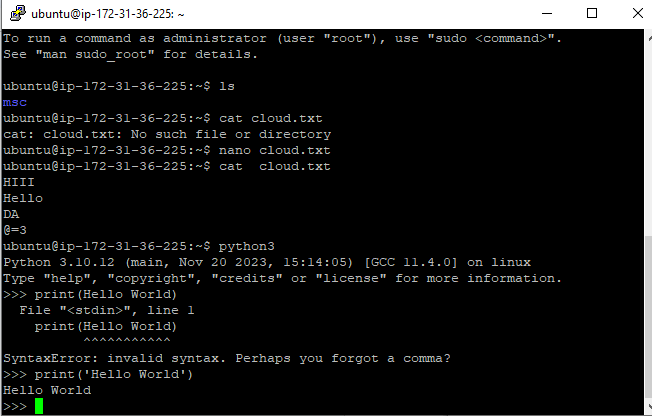 ubuntu@ip-172-31-36-225: ~
To run a command as administrator (user "root"), use "sudo <command>".
See "man sudo_root" for details.
ubuntu@ip-172-31-36-225:~$ ls
msc
ubuntu@ip-172-31-36-225:~$ cat cloud.txt
cat: cloud.txt: No such file or directory
ubuntu@ip-172-31-36-225:~$ nano cloud.txt
ubuntu@ip-172-31-36-225:~$ cat  cloud.txt
HIII
Hello
DA
@=3
ubuntu@ip-172-31-36-225:~$ python3
Python 3.10.12 (main, Nov 20 2023, 15:14:05) [GCC 11.4.0] on linux
Type "help", "copyright", "credits" or "license" for more information.
>>> print(Hello World)
  File "<stdin>", line 1
    print(Hello World)
          ^^^^^^^^^^^
SyntaxError: invalid syntax. Perhaps you forgot a comma?
>>> print('Hello World')
Hello World
>>>